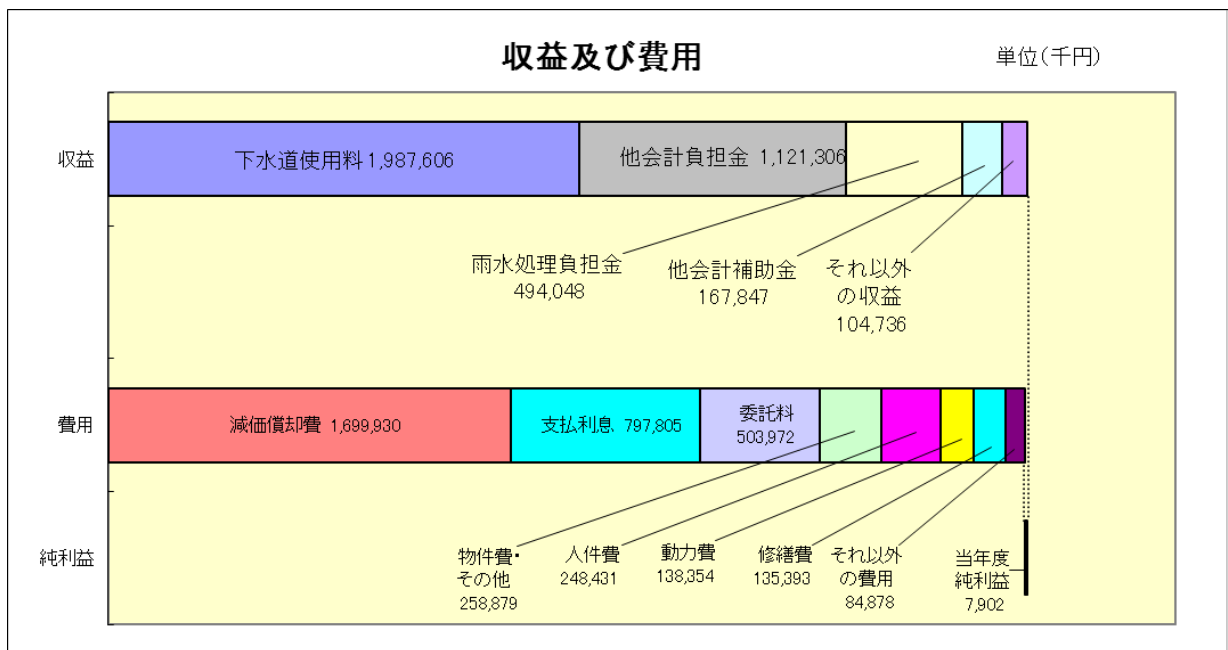 収益及び費用
単位(千円)
収益
下水道使用料 1,987,606
他会計負担金 1,121,306
雨水処理負担金
494,048
他会計補助金
167,847
それ以外
の収益
104,736
費用
減価償却費 1,699,930
支払利息 797,805
委託料
503,972
純利益
物件費・
その他
258,879
人件費
248,431
動力費
138,354
修繕費
135,393
それ以外
の費用
84,878
当年度
純利益
7,902